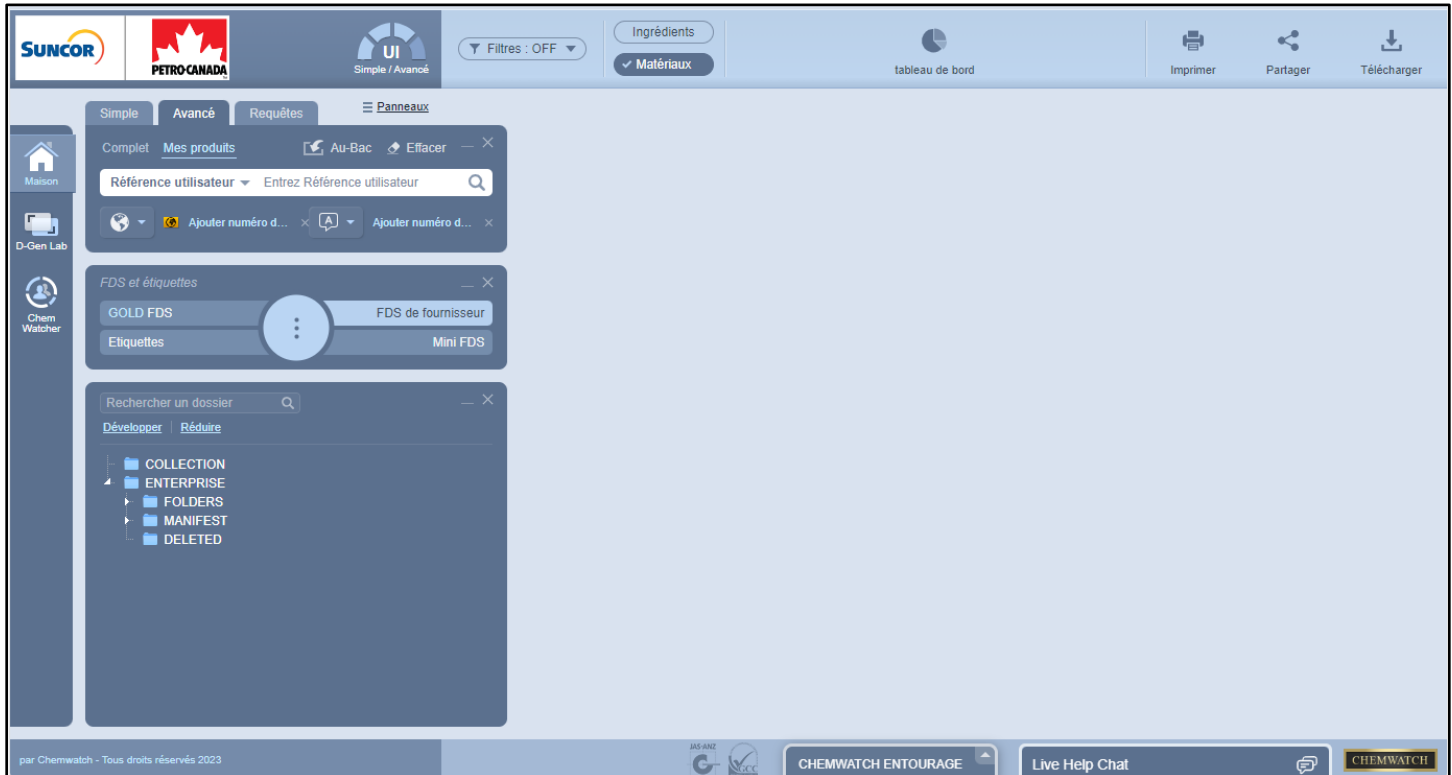 SUNCOR
PETRO-CANADA
UI
Simple / Avancé
Filtres : OFF
Ingrédients
Matériaux
tableau de bord
Imprimer
Partager
Télécharger
Simple
Avancé
Requêtes
Panneaux
Maison
D-Gen Lab
Chem
Watcher
Complet
Mes produits
Au-Bac
Effacer
Référence utilisateur
Entrez Référence utilisateur
Ajouter numéro d...
A
Ajouter numéro d...
FDS et étiquettes
GOLD FDS
FDS de fournisseur
Etiquettes
Mini FDS
Rechercher un dossier
Développer
Réduire
COLLECTION
ENTERPRISE
FOLDERS
MANIFEST
DELETED
par Chemwatch - Tous droits réservés 2023
JAS-ANZ
GCC
CHEMWATCH ENTOURAGE
Live Help Chat
CHEMWATCH